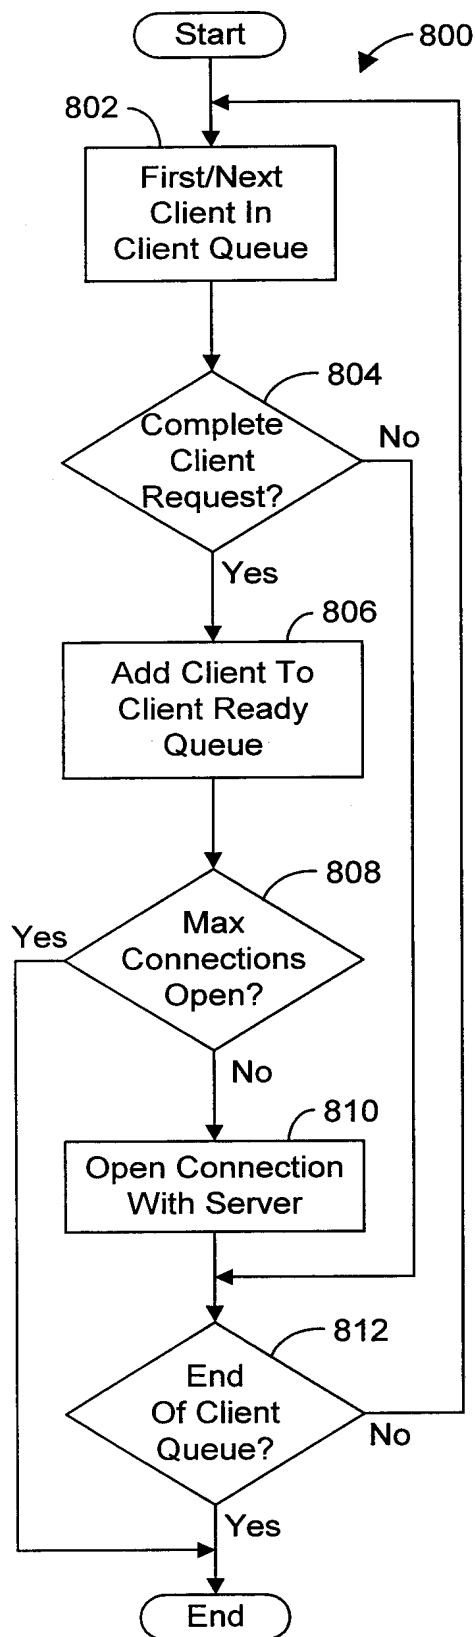 Start
800
802
First/Next
Client In
Client Queue
804
Complete
Client
Request?
No
Yes
806
Add Client To
Client Ready
Queue
808
Yes
Max
Connections
Open?
No
810
Open Connection
With Server
812
End
Of Client
Queue?
No
Yes
End